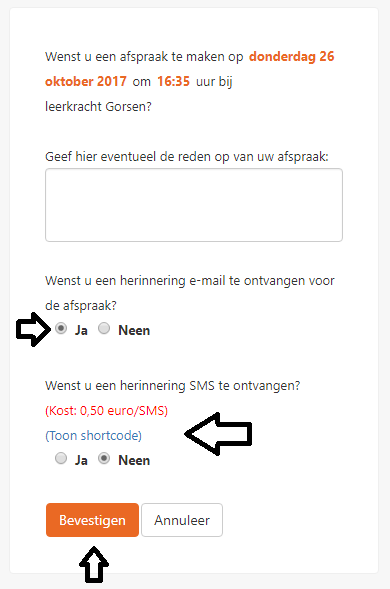 Wenst u een afspraak te maken op donderdag 26
oktober 2017 om 16:35 uur bij
leerkracht Gorsen?
Geef hier eventueel de reden op van uw afspraak:
Wenst u een herinnering e-mail te ontvangen voor
de afspraak?
Ja Neen
Wenst u een herinnering SMS te ontvangen?
(Kost: 0,50 euro/SMS)
(Toon shortcode)
Ja Neen
Bevestigen Annuleer